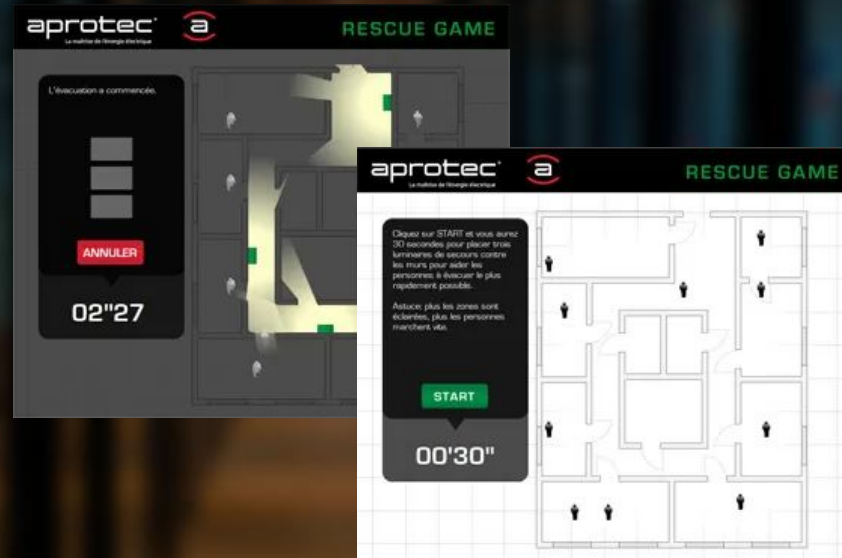 aprotec
a
RESCUE GAME
La maîtrise de l'énergie électrique
L'évacuation a commencée.
ANNULER
02"27
aprotec
a
RESCUE GAME
La maîtrise de l'énergie électrique
Cliquez sur START et vous aurez
30 secondes pour placer trois
luminaires de secours contre
les murs pour aider les
personnes à évacuer le plus
rapidement possible.
Astuce: plus les zones sont
éclairées, plus les personnes
marchent vite.
START
00'30"